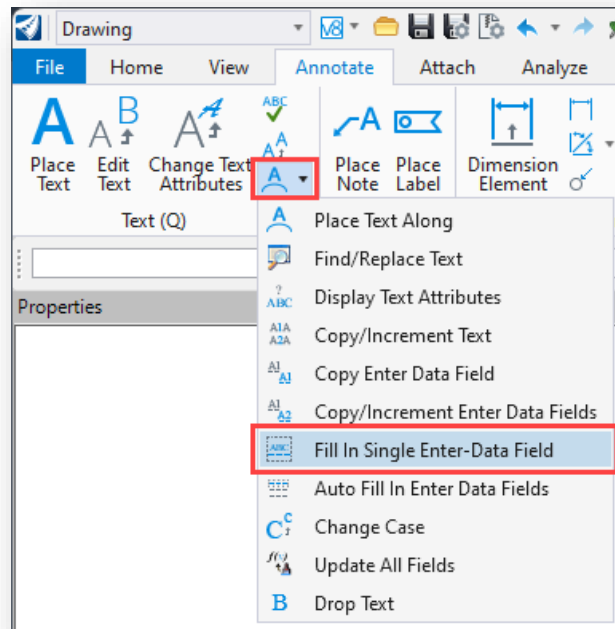 Drawing
V8
File Home View Annotate Attach Analyze
Place Text
Edit Text
Change Text Attributes
ABC
Place Note
Place Label
Dimension Element
Text (Q)
Properties
Place Text Along
Find/Replace Text
Display Text Attributes
Copy/Increment Text
Copy Enter Data Field
Copy/Increment Enter Data Fields
Fill In Single Enter-Data Field
Auto Fill In Enter Data Fields
Change Case
Update All Fields
Drop Text